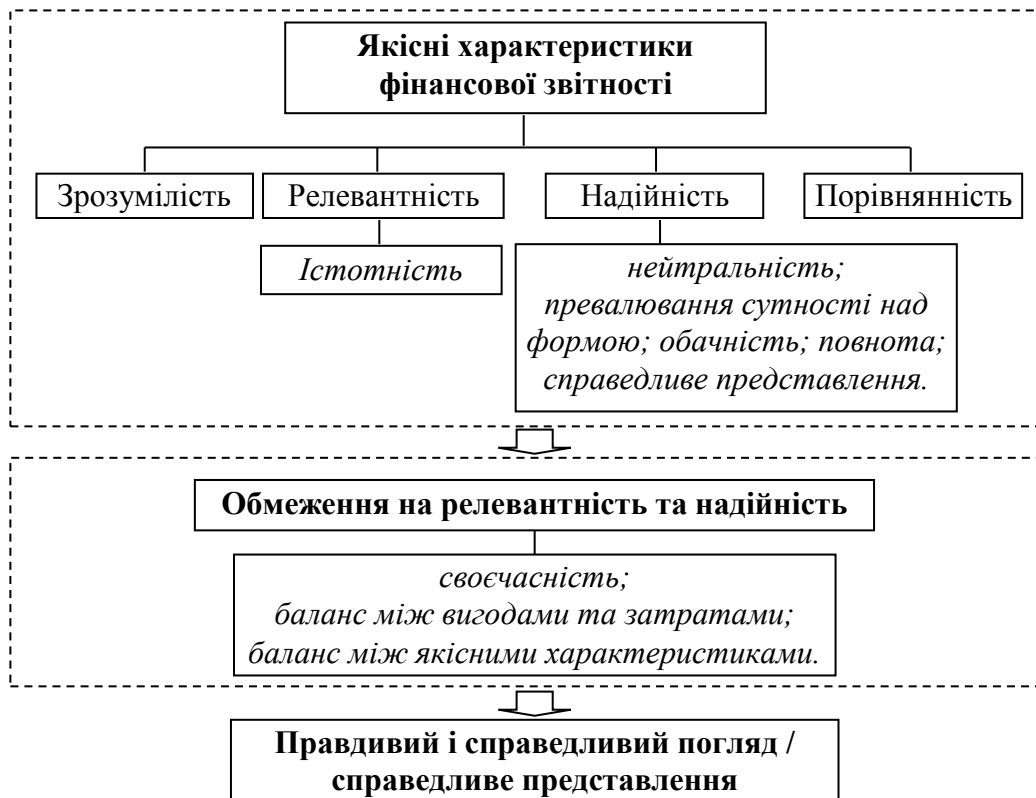 Якісні характеристики
фінансової звітності
Зрозумілість
Релевантність
Надійність
Порівнянність
Істотність
нейтральність;
превалювання сутності над
формою; обачність; повнота;
справедливе представлення.
Обмеження на релевантність та надійність
своєчасність;
баланс між вигодами та затратами;
баланс між якісними характеристиками.
Правдивий і справедливий погляд /
справедливе представлення